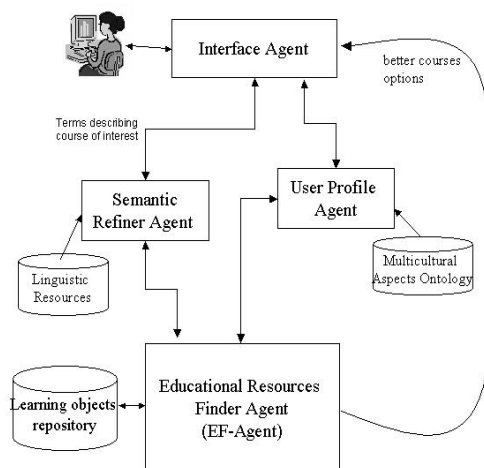 Interface Agent
better courses
options
Terms describing
course of interest
Semantic
Refiner Agent
User Profile
Agent
Linguistic
Resources
Multicultural
Aspects Ontology
Learning objects
repository
Educational Resources
Finder Agent
(EF-Agent)